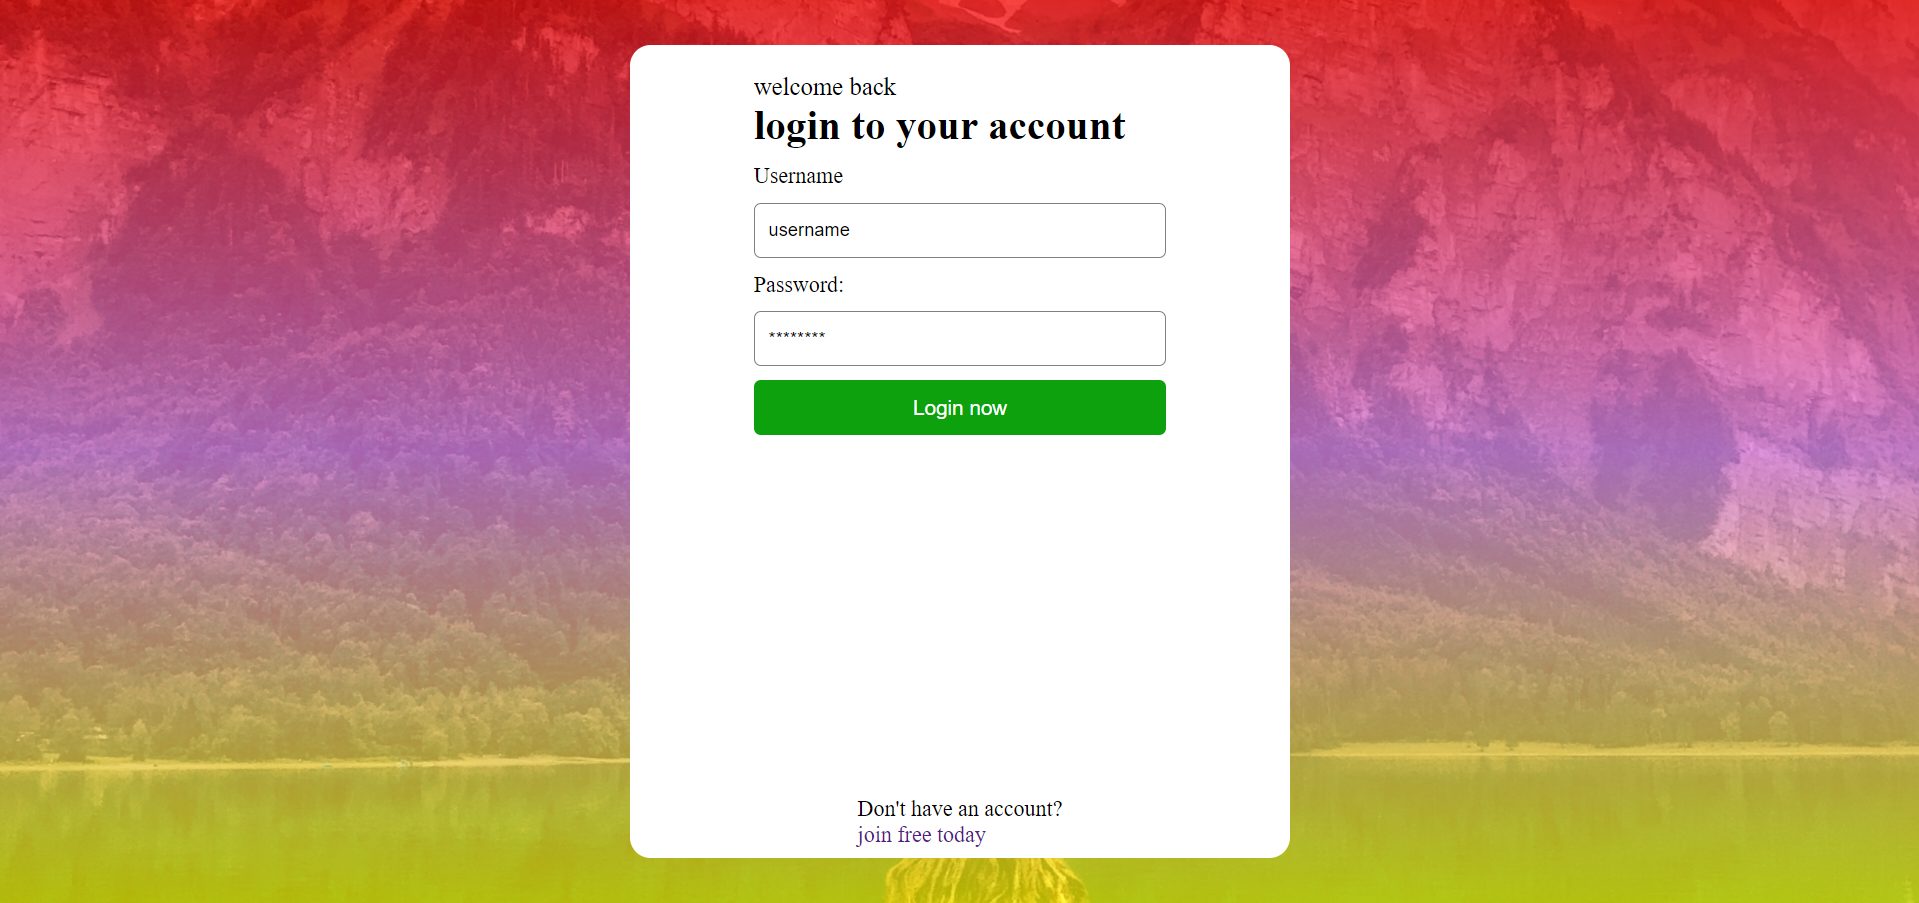 welcome back
login to your account
Username
username
Password:
********
Login now
Don't have an account?
join free today